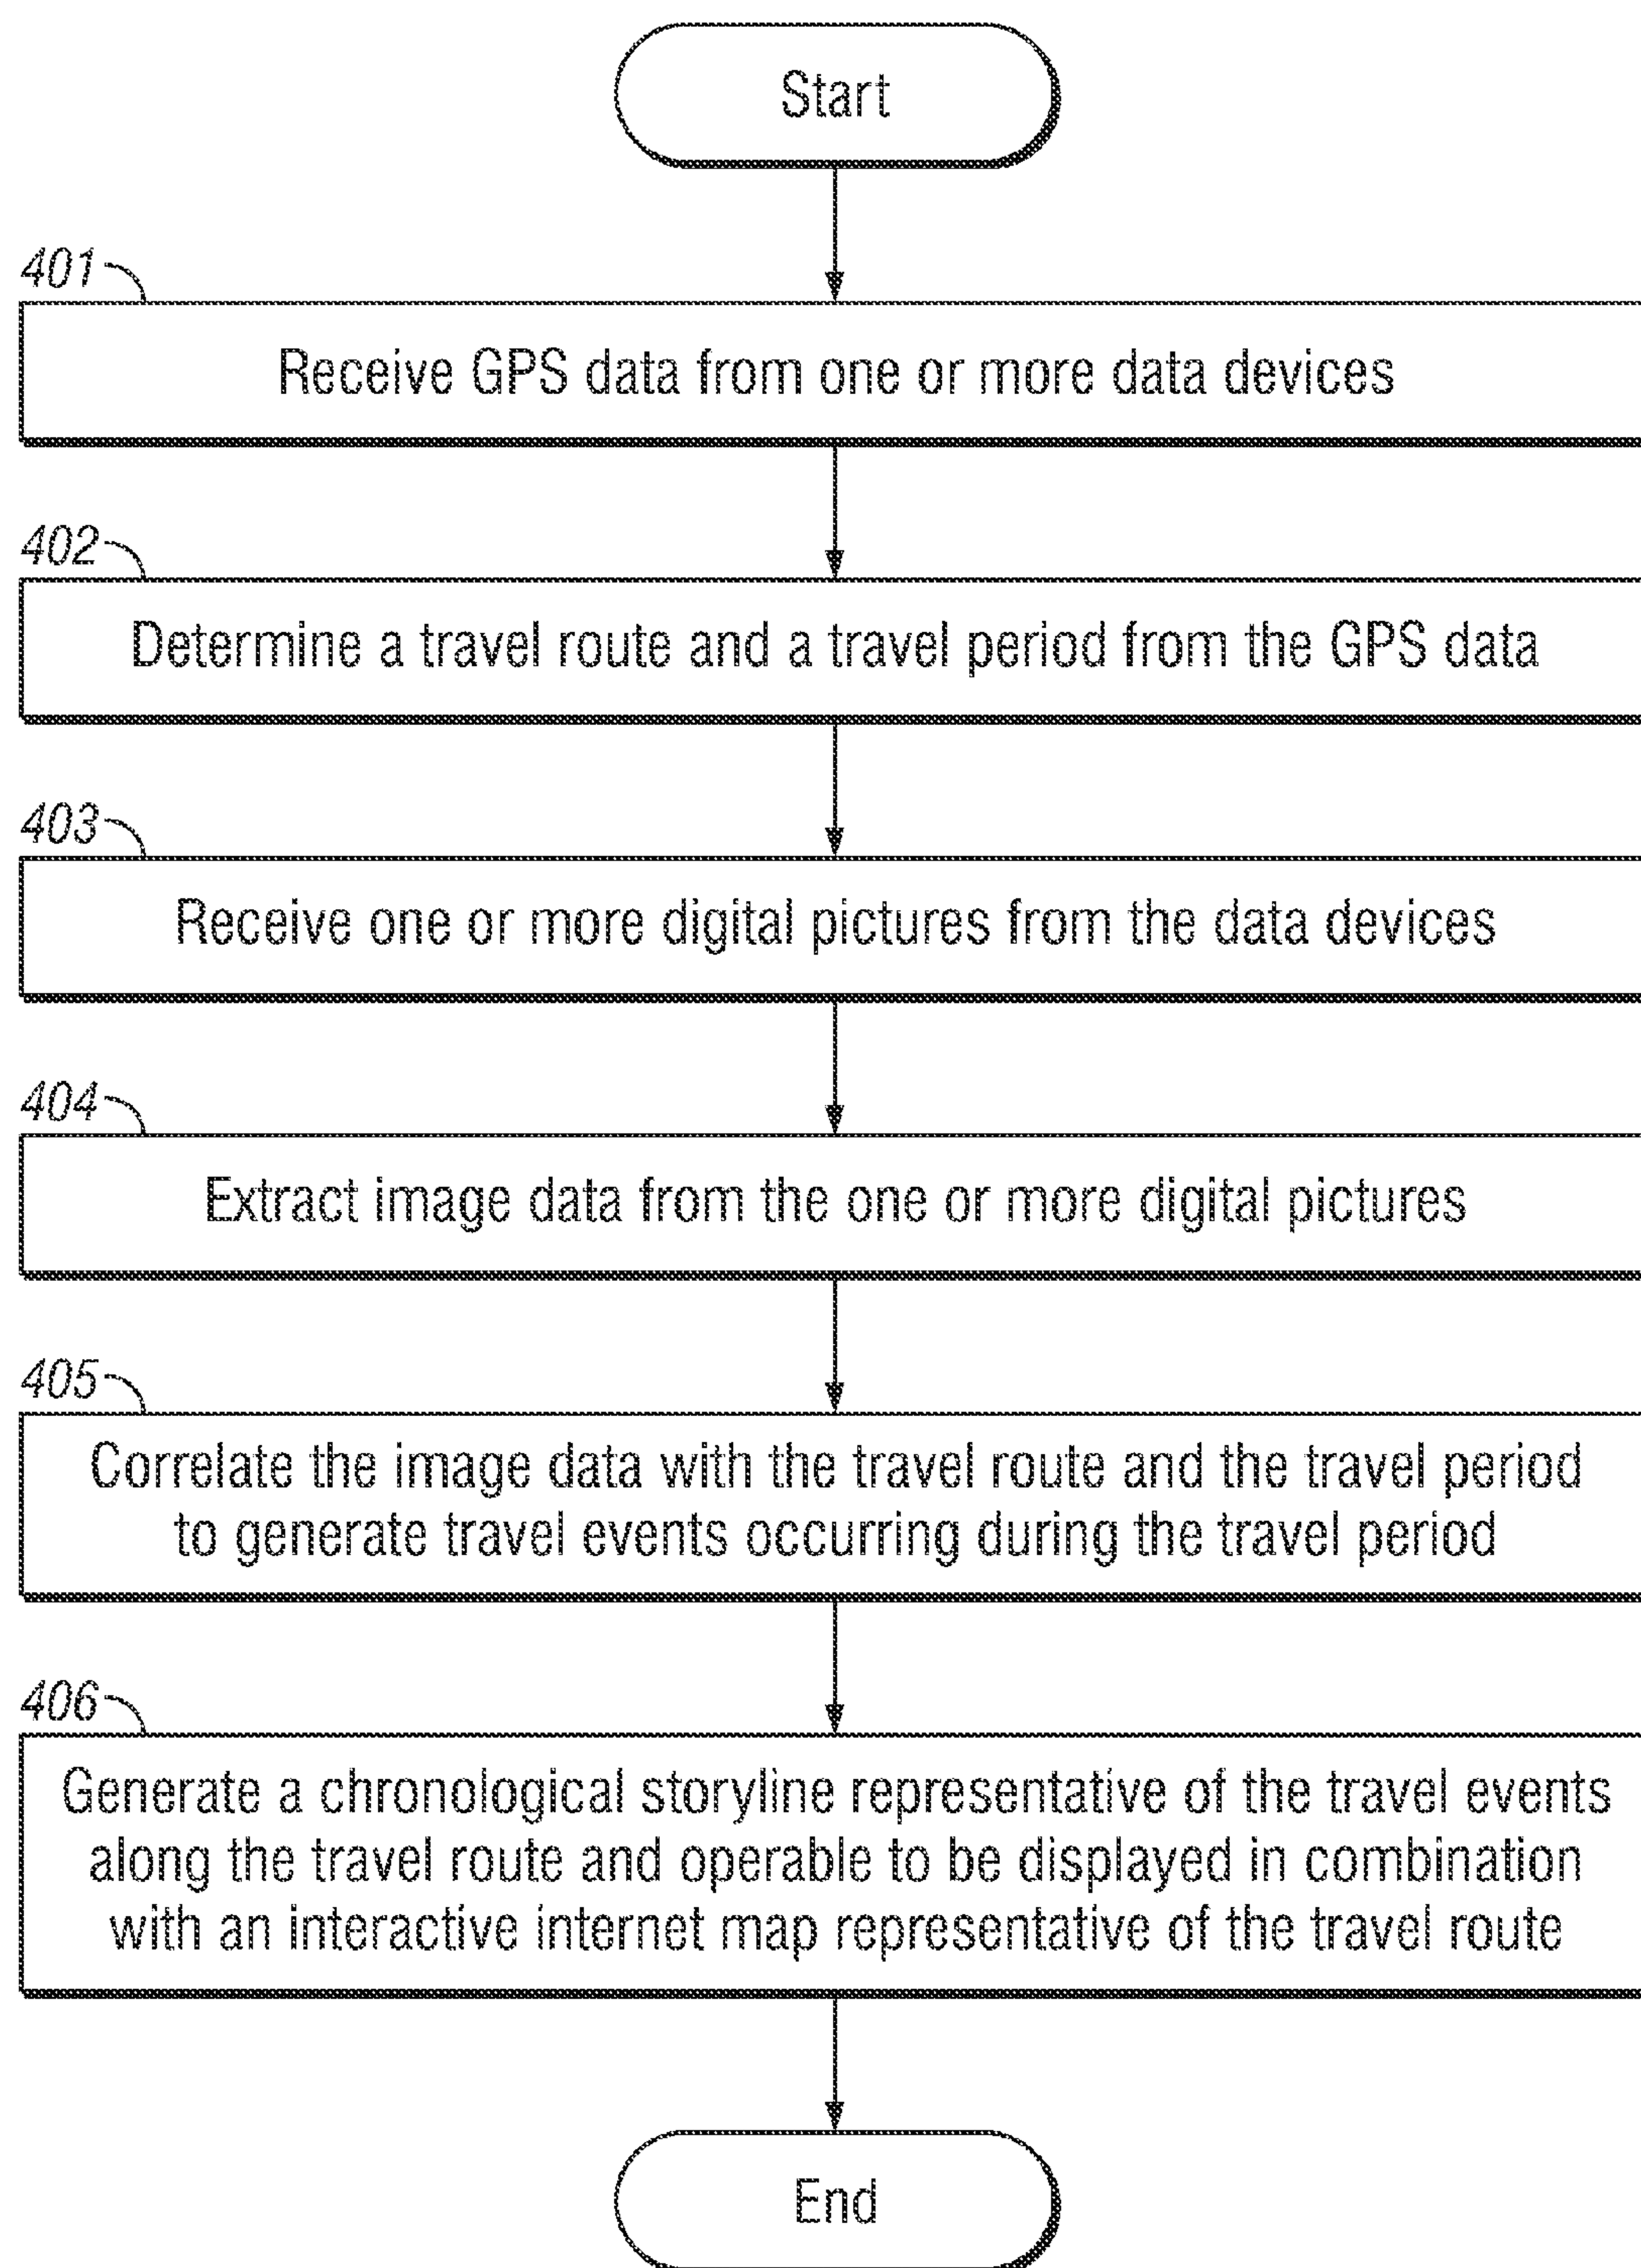 Start
401
Receive GPS data from one or more data devices
402
Determine a travel route and a travel period from the GPS data
403
Receive one or more digital pictures from the data devices
404
Extract image data from the one or more digital pictures
405
Correlate the image data with the travel route and the travel period
to generate travel events occurring during the travel period
406
Generate a chronological storyline representative of the travel events
along the travel route and operable to be displayed in combination
with an interactive internet map representative of the travel route
End